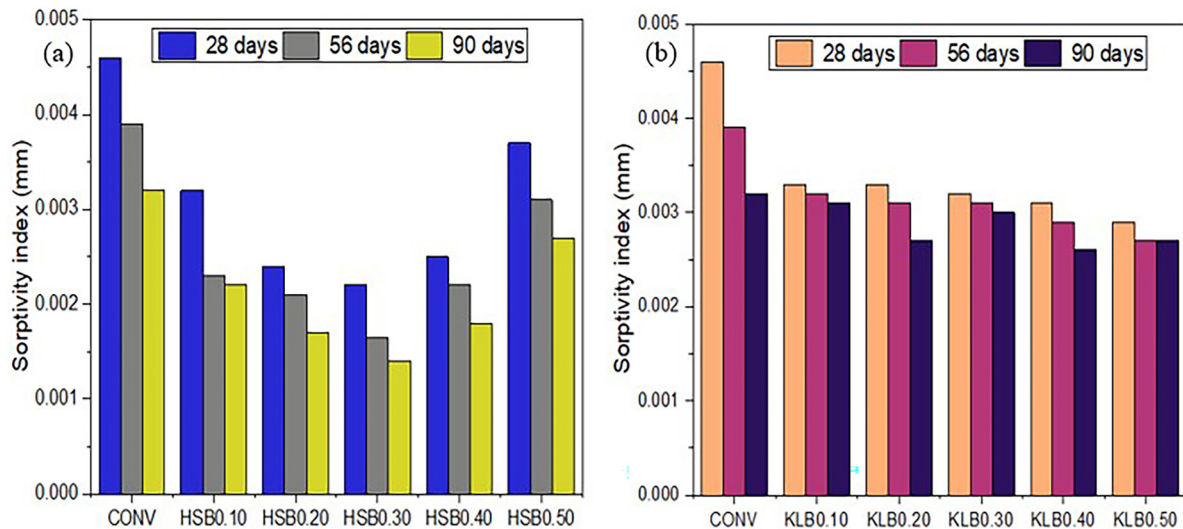 (a)
28 days 56 days 90 days
Sorptivity index (mm)
0.005
0.004
0.003
0.002
0.001
0.000
CONV HSB0.10 HSB0.20 HSB0.30 HSB0.40 HSB0.50
(b)
28 days 56 days 90 days
Sorptivity index (mm)
0.005
0.004
0.003
0.002
0.001
0.000
CONV KLB0.10 KLB0.20 KLB0.30 KLB0.40 KLB0.50